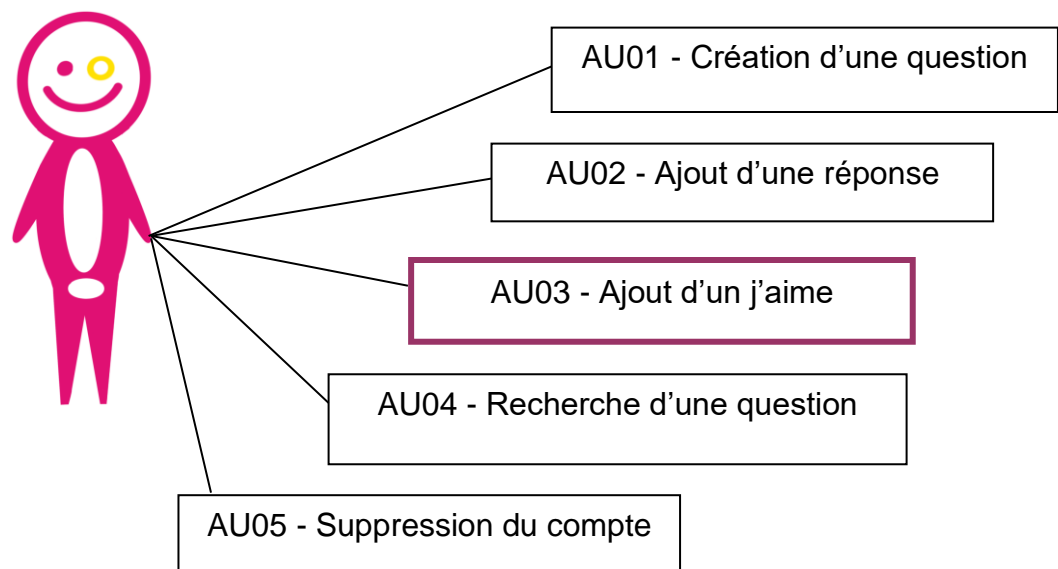 AU01 - Création d’une question
AU02 - Ajout d’une réponse
AU03 - Ajout d’un j’aime
AU04 - Recherche d’une question
AU05 - Suppression du compte